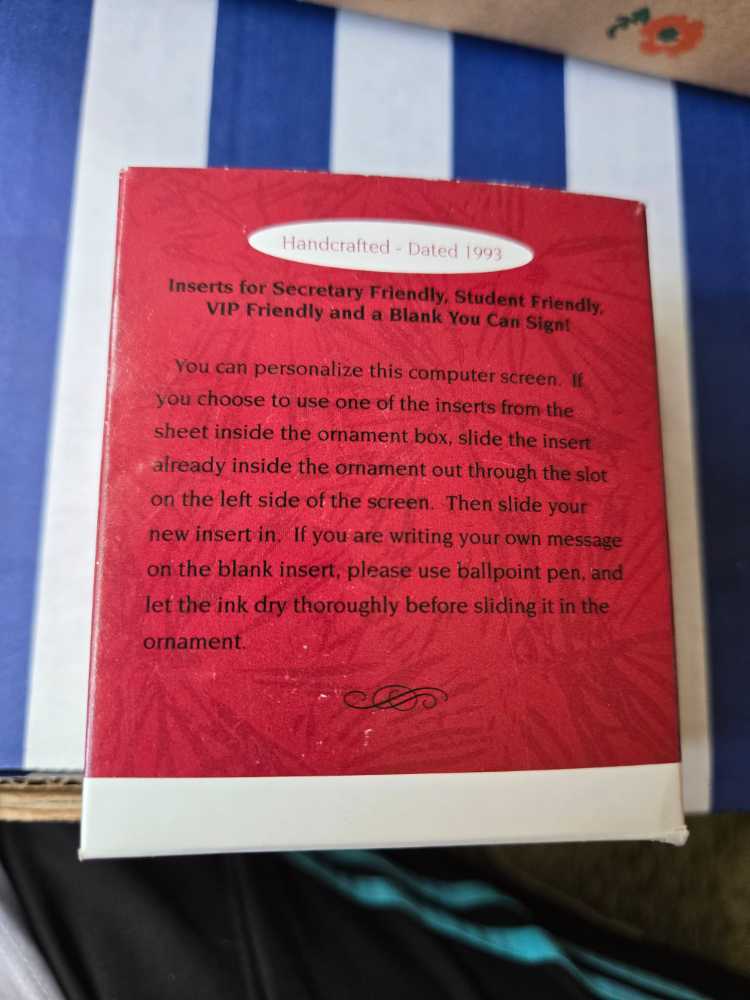 Handcrafted - Dated 1993
Inserts for Secretary Friendly, Student Friendly,
VIP Friendly and a Blank You Can Sign!
You can personalize this computer screen. If
you choose to use one of the inserts from the
sheet inside the ornament box, slide the insert
already inside the ornament out through the slot
on the left side of the screen. Then slide your
new insert in. If you are writing your own message
on the blank insert, please use ballpoint pen, and
let the ink dry thoroughly before sliding it in the
ornament.